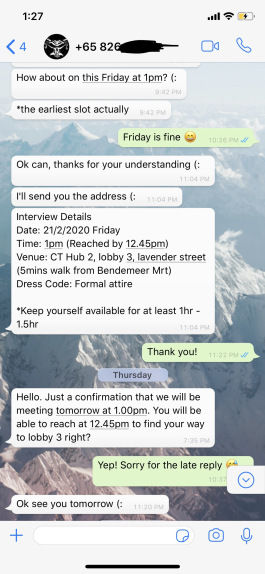 1:27
4
+65 826
How about on this Friday at 1pm? (:
9:42 PM
*the earliest slot actually
9:42 PM
Friday is fine 😄
10:26 PM
Ok can, thanks for your understanding (:
11:04 PM
I'll send you the address (:
11:04 PM
Interview Details
Date: 21/2/2020 Friday
Time: 1pm (Reached by 12.45pm)
Venue: CT Hub 2, lobby 3, lavender street
(5mins walk from Bendemeer Mrt)
Dress Code: Formal attire
*Keep yourself available for at least 1hr -
1.5hr
11:04 PM
Thank you!
11:22 PM
Thursday
Hello. Just a confirmation that we will be
meeting tomorrow at 1.00pm. You will be
able to reach at 12.45pm to find your way
to lobby 3 right?
7:35 PM
Yep! Sorry for the late reply
10:37
Ok see you tomorrow (:
11:20 PM